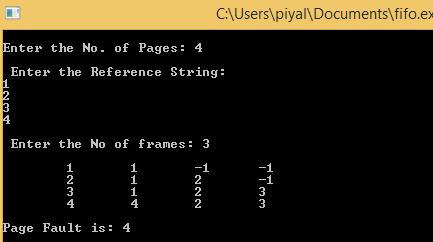 C:\Users\piyal\Documents\fifo.ex
Enter the No. of Pages: 4
Enter the Reference String:
1
2
3
4
Enter the No of frames: 3
1 1 -1 -1
2 1 2 -1
3 1 2 3
4 4 2 3
Page Fault is: 4